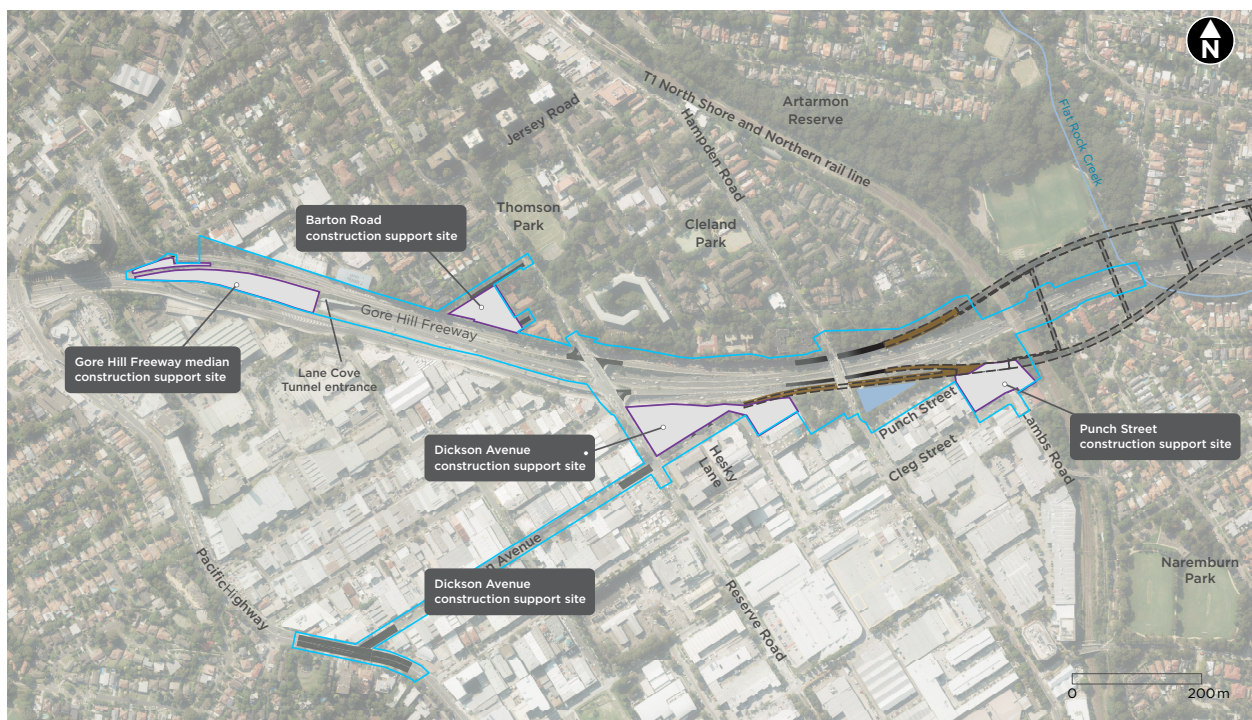 N
T1 North Shore and Northern rail line
Artarmon
Reserve
Jersey Road
Hampden Road
Flat Rock Creek
Thomson
Park
Cleland
Park
Barton Road
construction support site
Gore Hill Freeway
Gore Hill Freeway median
construction support site
Lane Cove
Tunnel entrance
Dickson Avenue
construction support site
Hesky
Lane
Punch Street
Cleg Street
Lambs Road
Punch Street
construction support site
Avenue
Dickson Avenue
construction support site
Pacific Highway
Reserve Road
Naremburn
Park
0
200 m